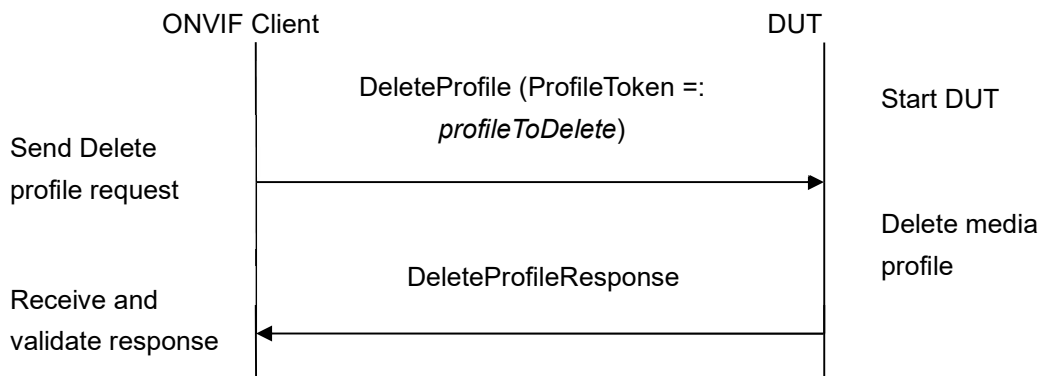 ONVIF Client
DUT
DeleteProfile (ProfileToken =:
profileToDelete)
Start DUT
Send Delete
profile request
Delete media
profile
DeleteProfileResponse
Receive and
validate response